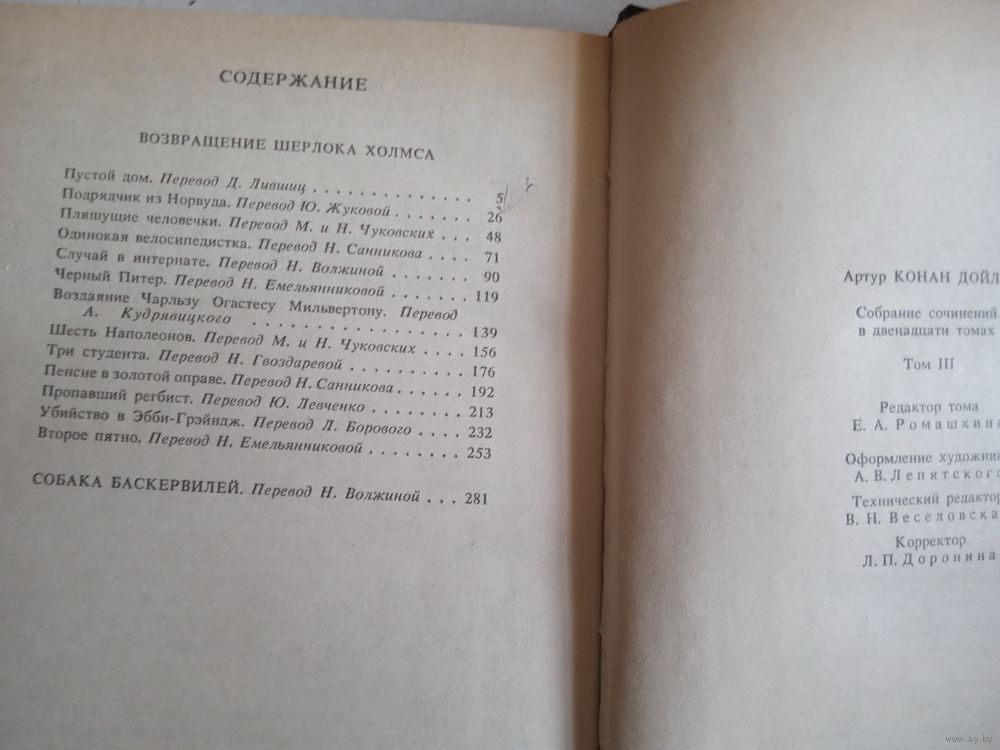 СОДЕРЖАНИЕ
ВОЗВРАЩЕНИЕ ШЕРЛОКА ХОЛМСА
Пустой дом. Перевод Д. Лившиц . . . . . . . . . . . . . . 5
Подрядчик из Норвуда. Перевод Ю. Жуковой . . . . . . . 26
Пляшущие человечки. Перевод М. и Н. Чуковских . . . 48
Одинокая велосипедистка. Перевод Н. Санникова . . . . 71
Случай в интернате. Перевод Н. Волжиной . . . . . . . 90
Черный Питер. Перевод Н. Емельянниковой . . . . . . . 119
Воздаяние Чарльзу Огастесу Мильвертону. Перевод
А. Кудрявицкого . . . . . . . . . . . . . . . . 139
Шесть Наполеонов. Перевод М. и Н. Чуковских . . . . 156
Три студента. Перевод Н. Гвоздаревой . . . . . . . . . . 176
Пенсне в золотой оправе. Перевод Н. Санникова . . . . . . 192
Пропавший регбист. Перевод Ю. Левченко . . . . . . . . 213
Убийство в Эбби-Грэйндж. Перевод Л. Борового . . . . 232
Второе пятно. Перевод Н. Емельянниковой . . . . . . . . 253
СОБАКА БАСКЕРВИЛЕЙ. Перевод Н. Волжиной . . . 281
Артур КОНАН ДОЙЛ
Собрание сочинений
в двенадцати томах
Том III
Редактор тома
Е. А. Ромашкина
Оформление художник
А. В. Лепятского
Технический редактор
В. Н. Веселовска
Корректор
Л. П. Доронина
www.ay.by